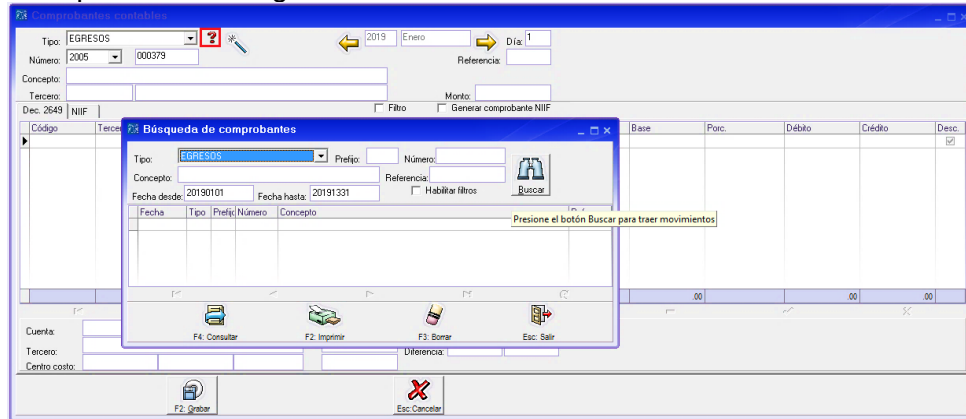 Comprobantes contables
Tipo: EGRESOS ? 2019 Enero Día: 1
Número: 2005 000379 Referencia:
Concepto:
Tercero: Monto:
Dec. 2649 NIIF Filtro Generar comprobante NIIF
Código Tercer Base Porc. Débito Crédito Desc.
Búsqueda de comprobantes
Tipo: EGRESOS Prefijo: Número:
Concepto: Referencia:
Fecha desde: 20190101 Fecha hasta: 20191331 Habilitar filtros Buscar
Fecha Tipo Prefijo Número Concepto
Presione el botón Buscar para traer movimientos
.00 .00 .00
F4: Consultar F2: Imprimir F3: Borrar Esc: Salir
Cuenta:
Tercero: Diferencia:
Centro costo:
F2: Grabar Esc:Cancelar